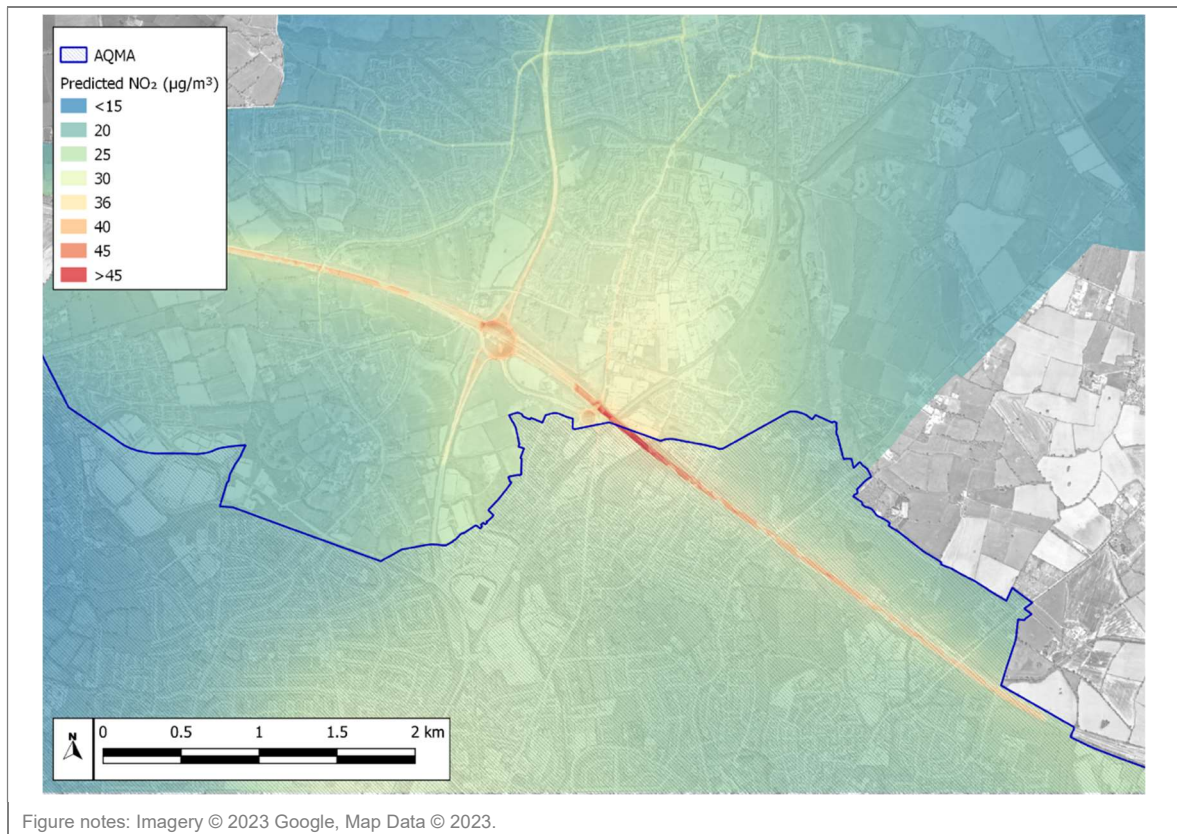 AQMA
Predicted NO₂ (µg/m³)
<15
20
25
30
36
40
45
>45
N
0 0.5 1 1.5 2 km
Figure notes: Imagery © 2023 Google, Map Data © 2023.